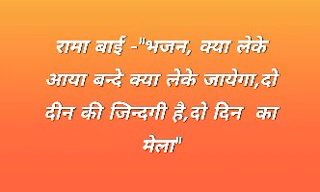 रामा बाई -"भजन, क्या लेके
आया बन्दे क्या लेके जायेगा,दो
दीन की जिन्दगी है,दो दिन का
मेला"